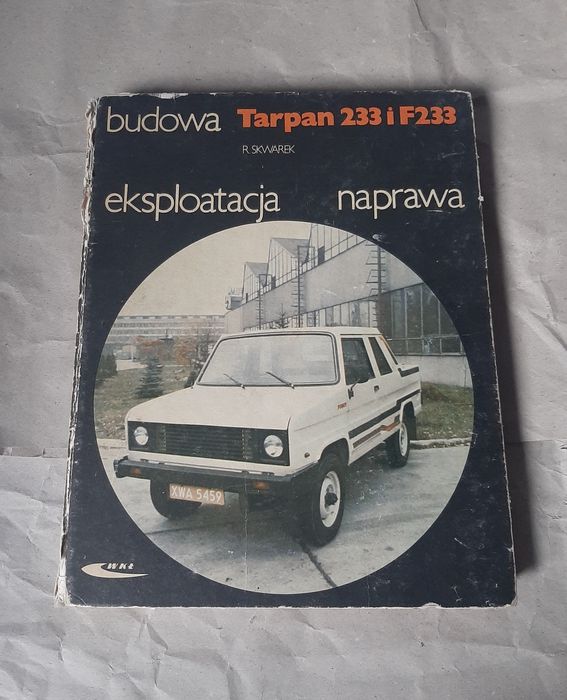 budowa Tarpan 233 i F233
R. SKWAREK
eksploatacja naprawa
XWA 5459
WKŁ